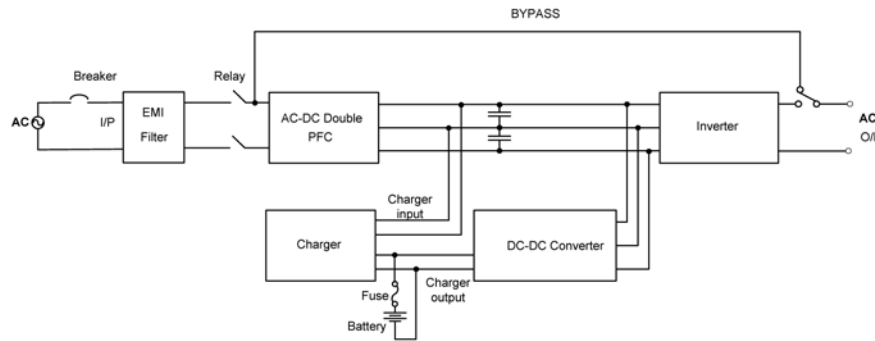 BYPASS
Breaker
Relay
AC
I/P
EMI
Filter
AC-DC Double
PFC
Inverter
AC
O/
Charger
input
Charger
DC-DC Converter
Charger
output
Fuse
Battery